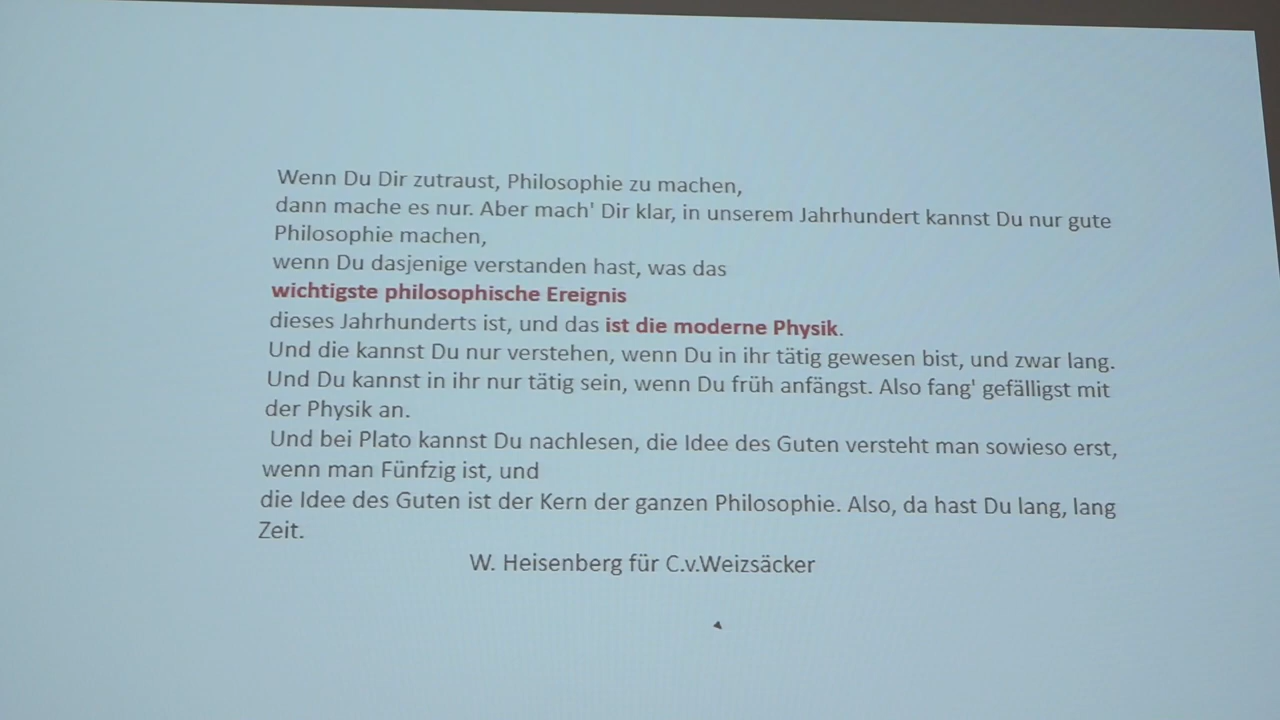 Wenn Du Dir zutraust, Philosophie zu machen,
dann mache es nur. Aber mach' Dir klar, in unserem Jahrhundert kannst Du nur gute
Philosophie machen,
wenn Du dasjenige verstanden hast, was das
wichtigste philosophische Ereignis
dieses Jahrhunderts ist, und das ist die moderne Physik.
Und die kannst Du nur verstehen, wenn Du in ihr tätig gewesen bist, und zwar lang.
Und Du kannst in ihr nur tätig sein, wenn Du früh anfängst. Also fang' gefälligst mit
der Physik an.
Und bei Plato kannst Du nachlesen, die Idee des Guten versteht man sowieso erst,
wenn man Fünfzig ist, und
die Idee des Guten ist der Kern der ganzen Philosophie. Also, da hast Du lang, lang
Zeit.
W. Heisenberg für C.v.Weizsäcker